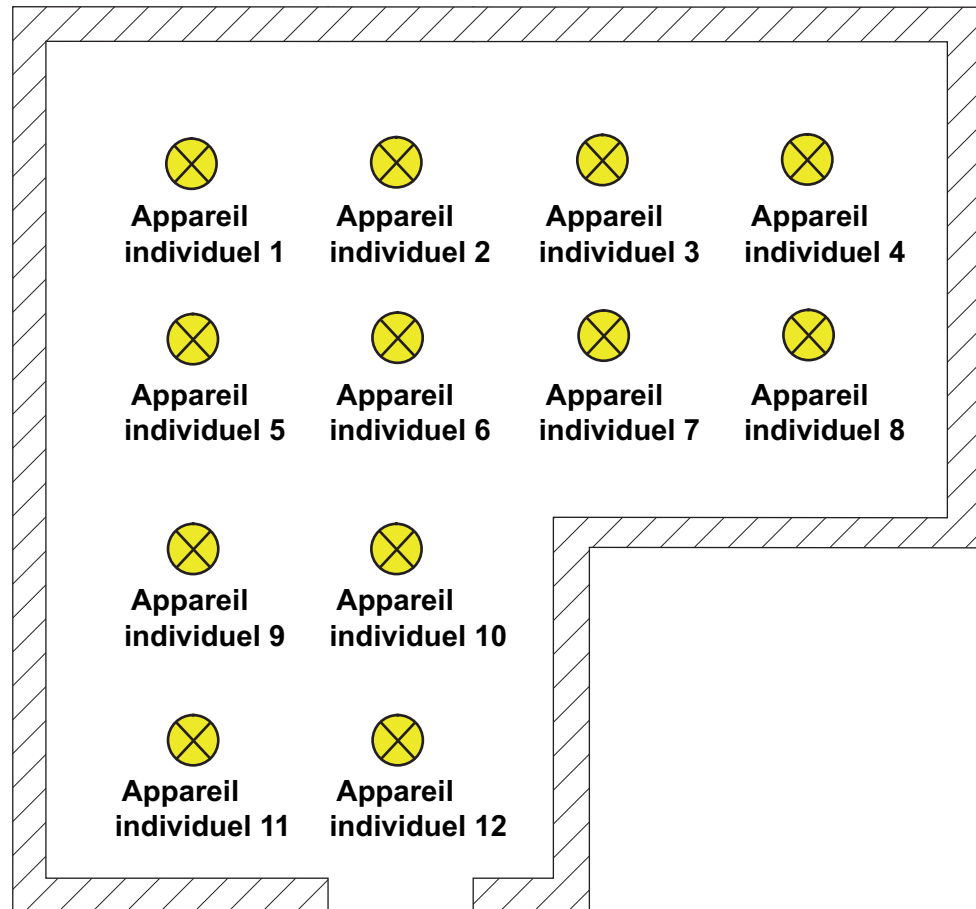 Appareil
individuel 1
Appareil
individuel 2
Appareil
individuel 3
Appareil
individuel 4
Appareil
individuel 5
Appareil
individuel 6
Appareil
individuel 7
Appareil
individuel 8
Appareil
individuel 9
Appareil
individuel 10
Appareil
individuel 11
Appareil
individuel 12